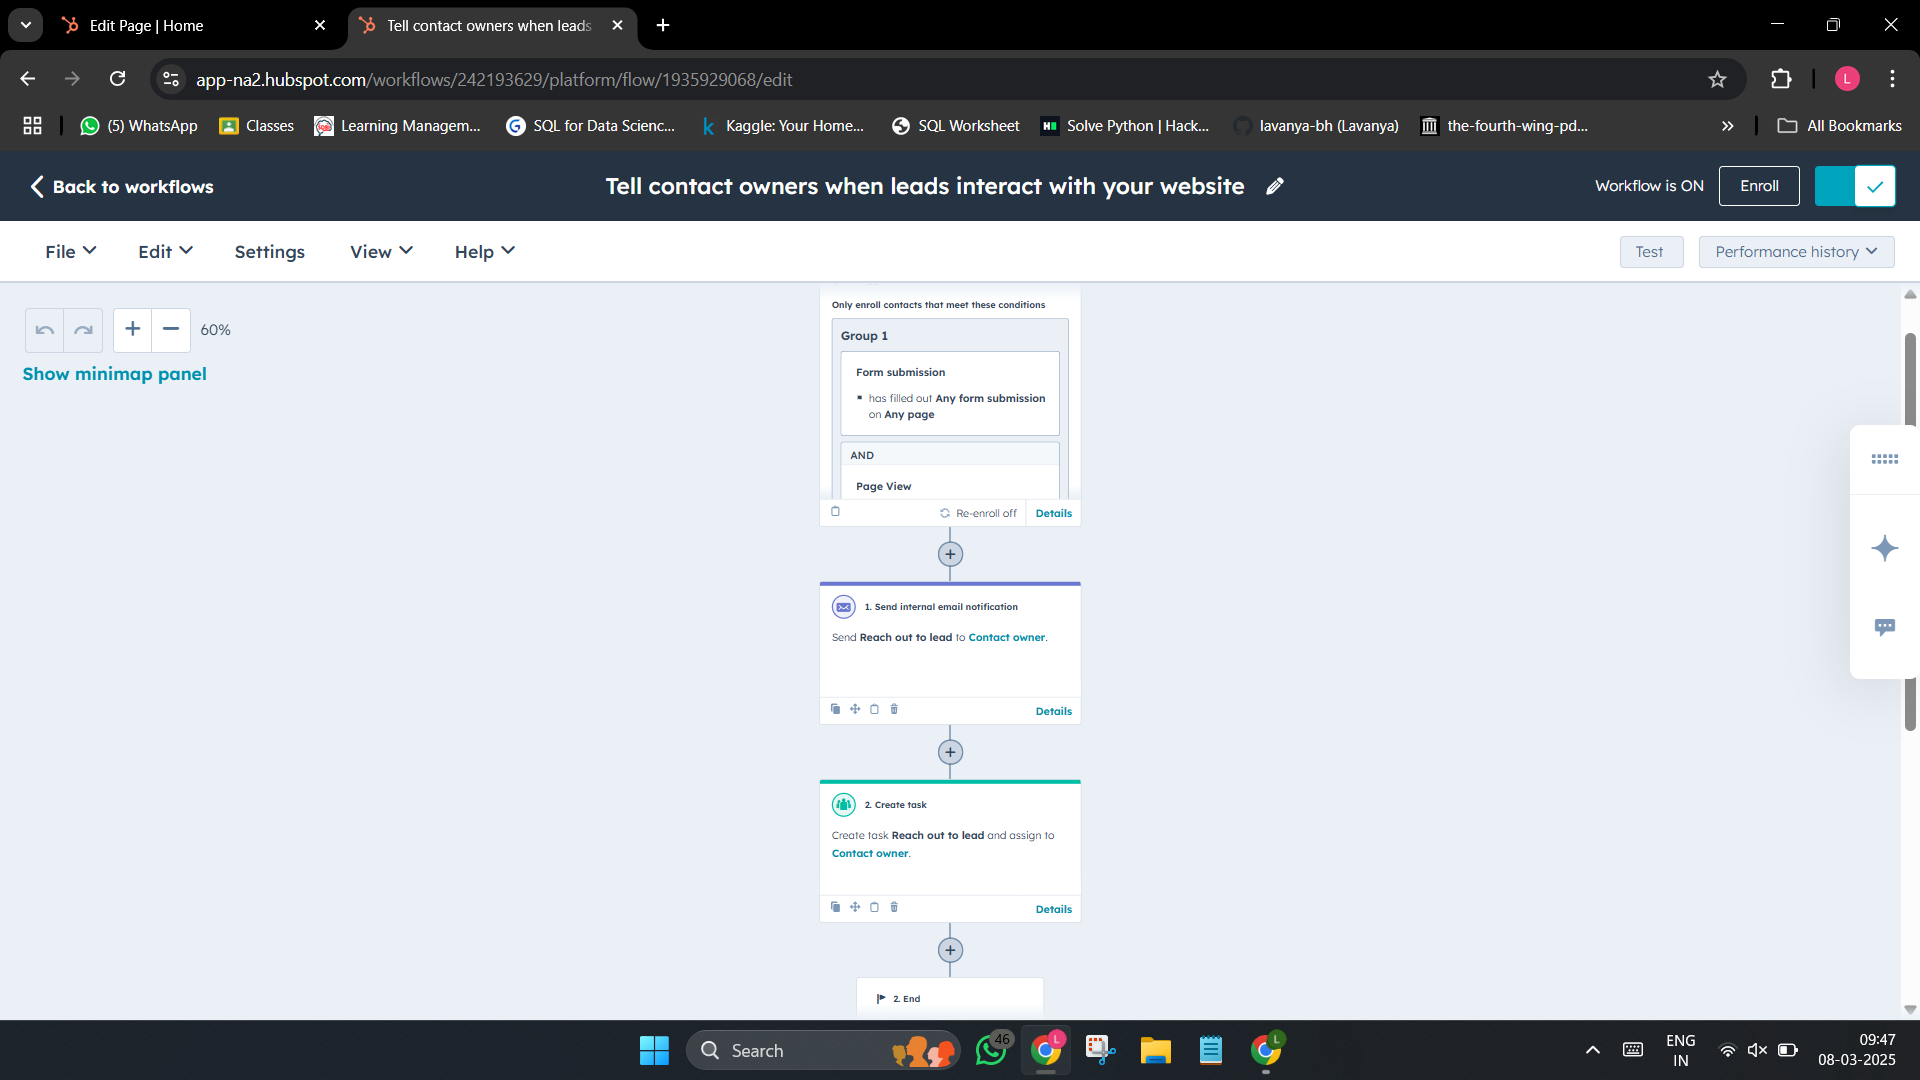 Edit Page | Home
Tell contact owners when leads
app-na2.hubspot.com/workflows/242193629/platform/flow/1935929068/edit
L
(5) WhatsApp
Classes
Learning Managem...
SQL for Data Scienc...
Kaggle: Your Home...
SQL Worksheet
Solve Python | Hack...
lavanya-bh (Lavanya)
the-fourth-wing-pd...
All Bookmarks
Back to workflows
Tell contact owners when leads interact with your website
Workflow is ON
Enroll
File
Edit
Settings
View
Help
Test
Performance history
60%
Show minimap panel
Only enroll contacts that meet these conditions
Group 1
Form submission
has filled out Any form submission
on Any page
AND
Page View
Re-enroll off
Details
1. Send internal email notification
Send Reach out to lead to Contact owner.
Details
2. Create task
Create task Reach out to lead and assign to
Contact owner.
Details
2. End
Search
46
L
L
ENG
IN
09:47
08-03-2025